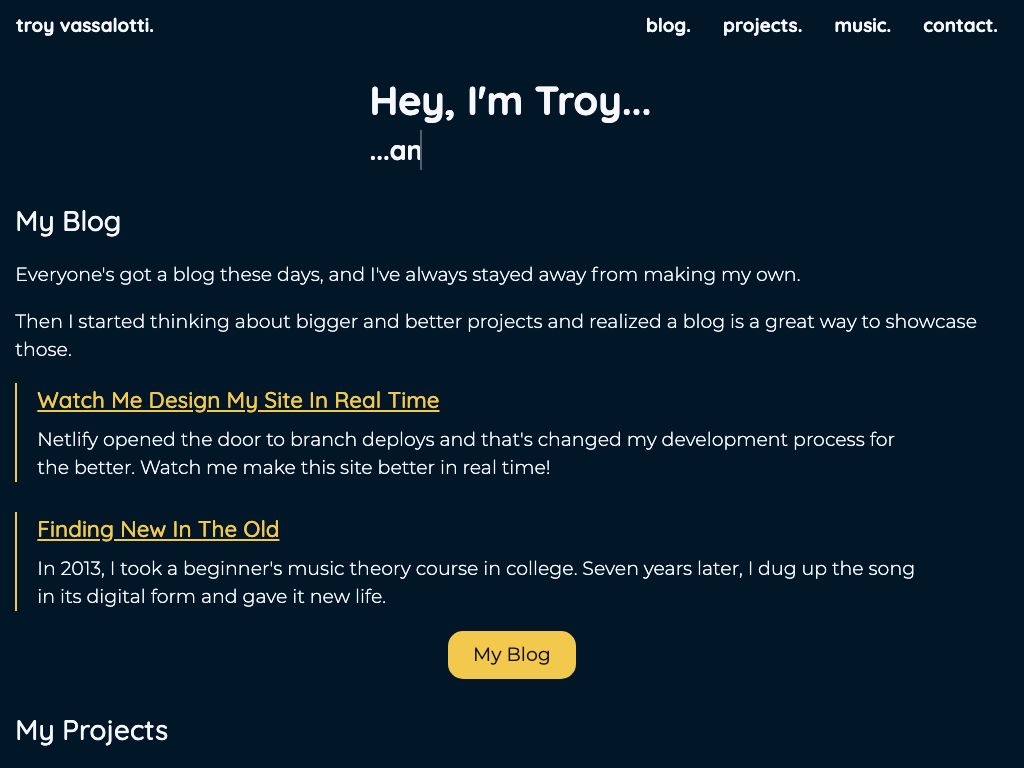 troy vassalotti.
blog. projects. music. contact.
Hey, I'm Troy...
...an
My Blog
Everyone's got a blog these days, and I've always stayed away from making my own.
Then I started thinking about bigger and better projects and realized a blog is a great way to showcase
those.
Watch Me Design My Site In Real Time
Netlify opened the door to branch deploys and that's changed my development process for
the better. Watch me make this site better in real time!
Finding New In The Old
In 2013, I took a beginner's music theory course in college. Seven years later, I dug up the song
in its digital form and gave it new life.
My Blog
My Projects